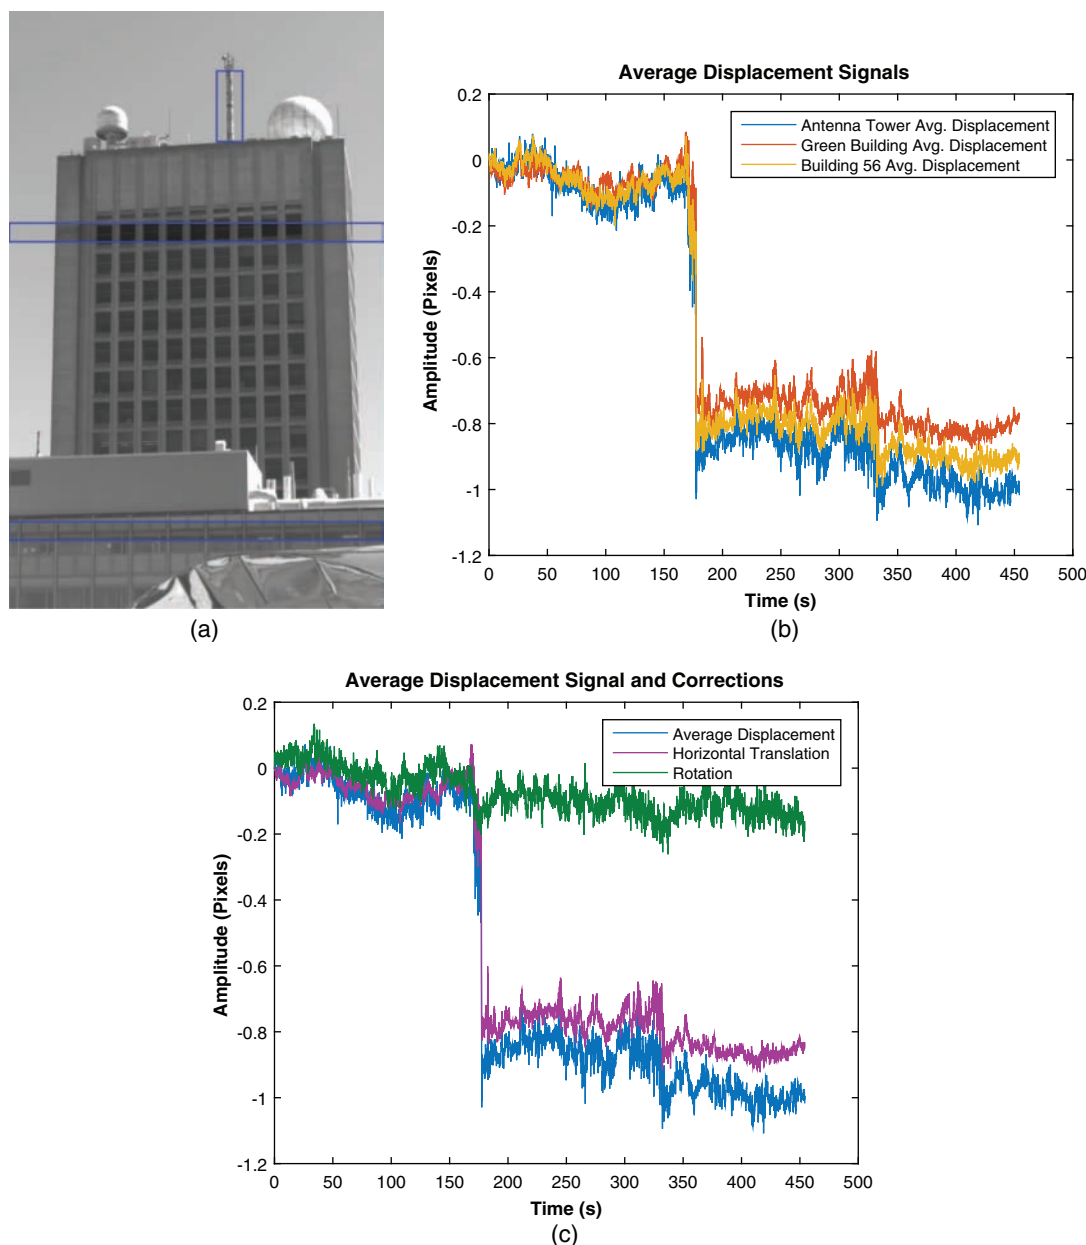 Average Displacement Signals
0.2
0
-0.2
-0.4
-0.6
-0.8
-1
-1.2
Amplitude (Pixels)
Antenna Tower Avg. Displacement
Green Building Avg. Displacement
Building 56 Avg. Displacement
0 50 100 150 200 250 300 350 400 450 500
Time (s)
(a)
(b)
Average Displacement Signal and Corrections
0.2
0
-0.2
-0.4
-0.6
-0.8
-1
-1.2
Amplitude (Pixels)
Average Displacement
Horizontal Translation
Rotation
0 50 100 150 200 250 300 350 400 450 500
Time (s)
(c)